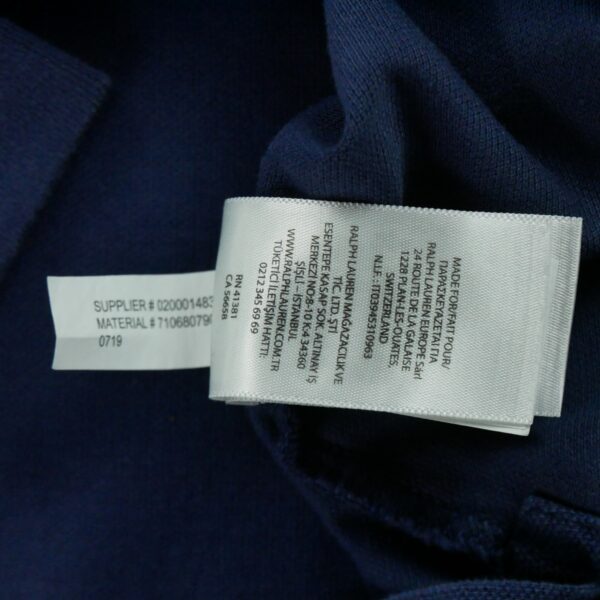 SUPPLIER # 020001483
MATERIAL # 710680790
0719
MADE FOR/FAIT POUR/
ПАРАΣΚΕΥΑΖΕΤΑΙ ΓΙΑ
RALPH LAUREN EUROPE Sàrl
24 ROUTE DE LA GALAISE
1228 PLAN-LES-OUATES,
SWITZERLAND
N.I.F.: IT03948310963
RALPH LAUREN MAĞAZACILIK VE
TİC. LTD. ŞTİ.
ESENTEPE KASAP SOK. ALTINAY İŞ
MERKEZİ NO:8-10 K:4 34360
ŞİŞLİ – İSTANBUL
WWW.RALPHLAUREN.COM.TR
TÜKETİCİ İLETİŞİM HATTI:
0212 345 69 69
RN 41381
CA 56658